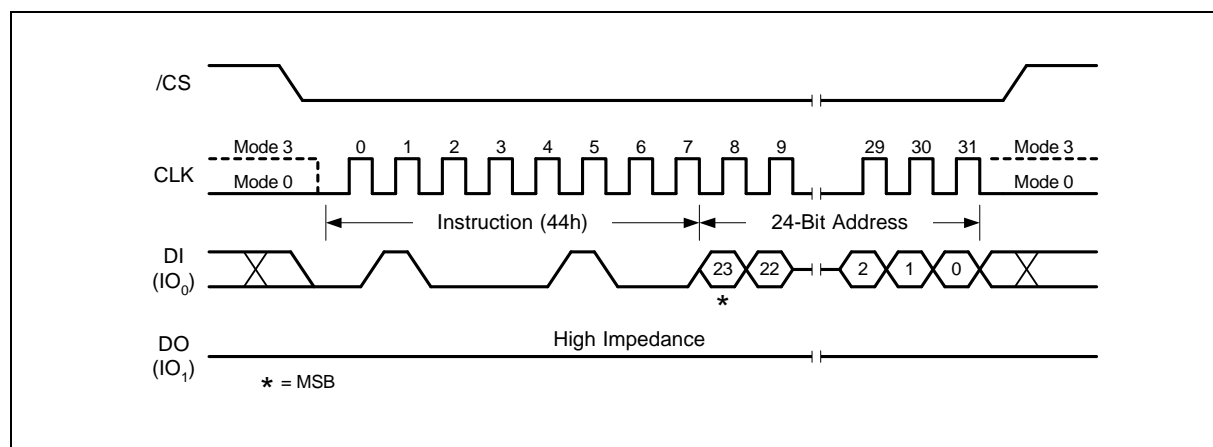 /CS
Mode 3 0 1 2 3 4 5 6 7 8 9 29 30 31 Mode 3
CLK
Mode 0 Mode 0
Instruction (44h) 24-Bit Address
DI
(IO0)
23 22 2 1 0
*
High Impedance
DO
(IO1)
* = MSB